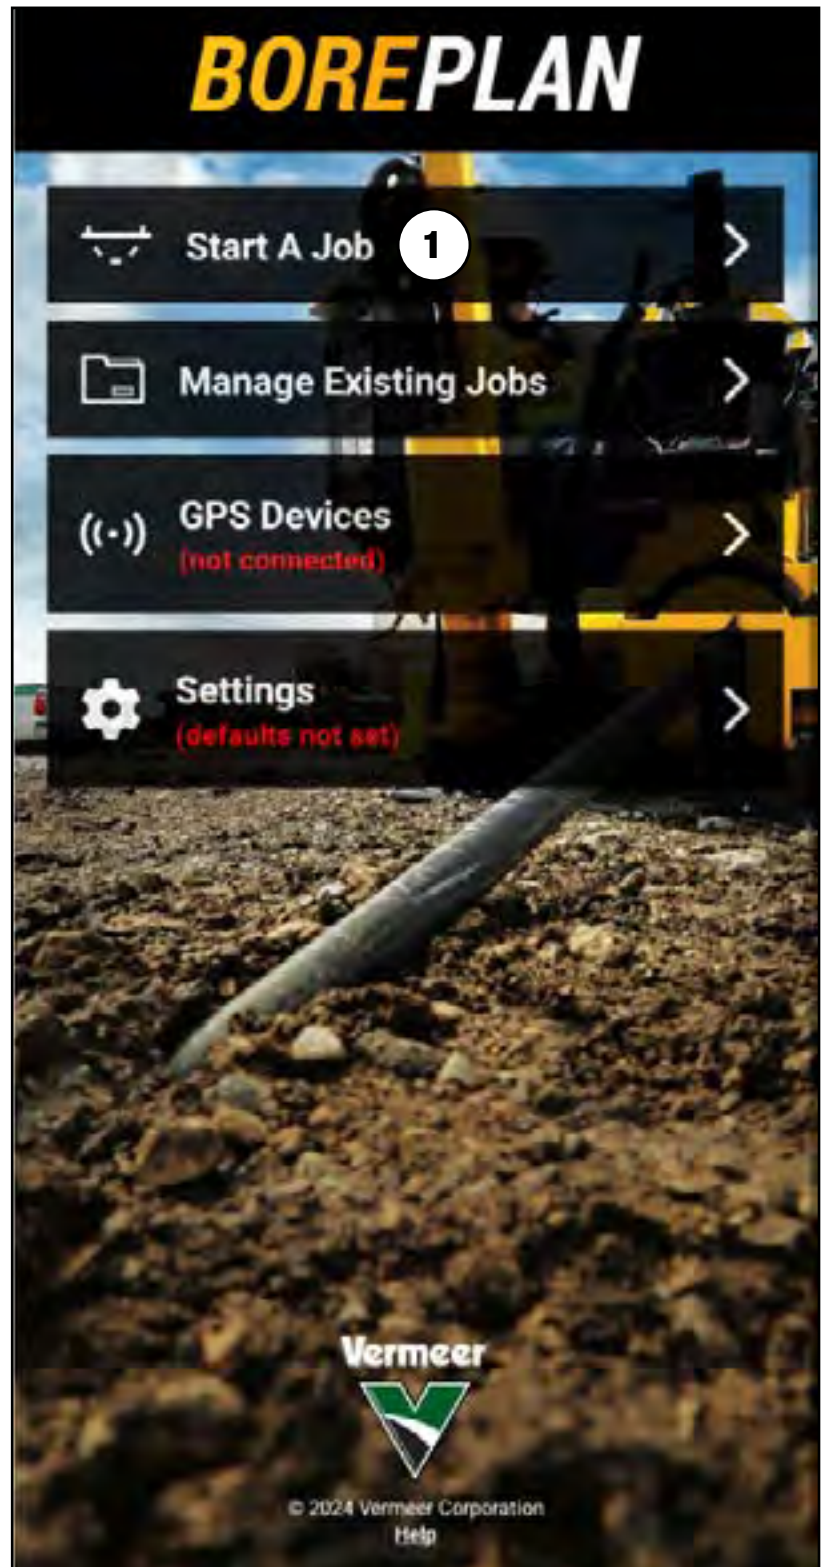 BOREPLAN
Start A Job 1
Manage Existing Jobs
GPS Devices
(not connected)
Settings
(defaults not set)
Vermeer
© 2024 Vermeer Corporation
Help